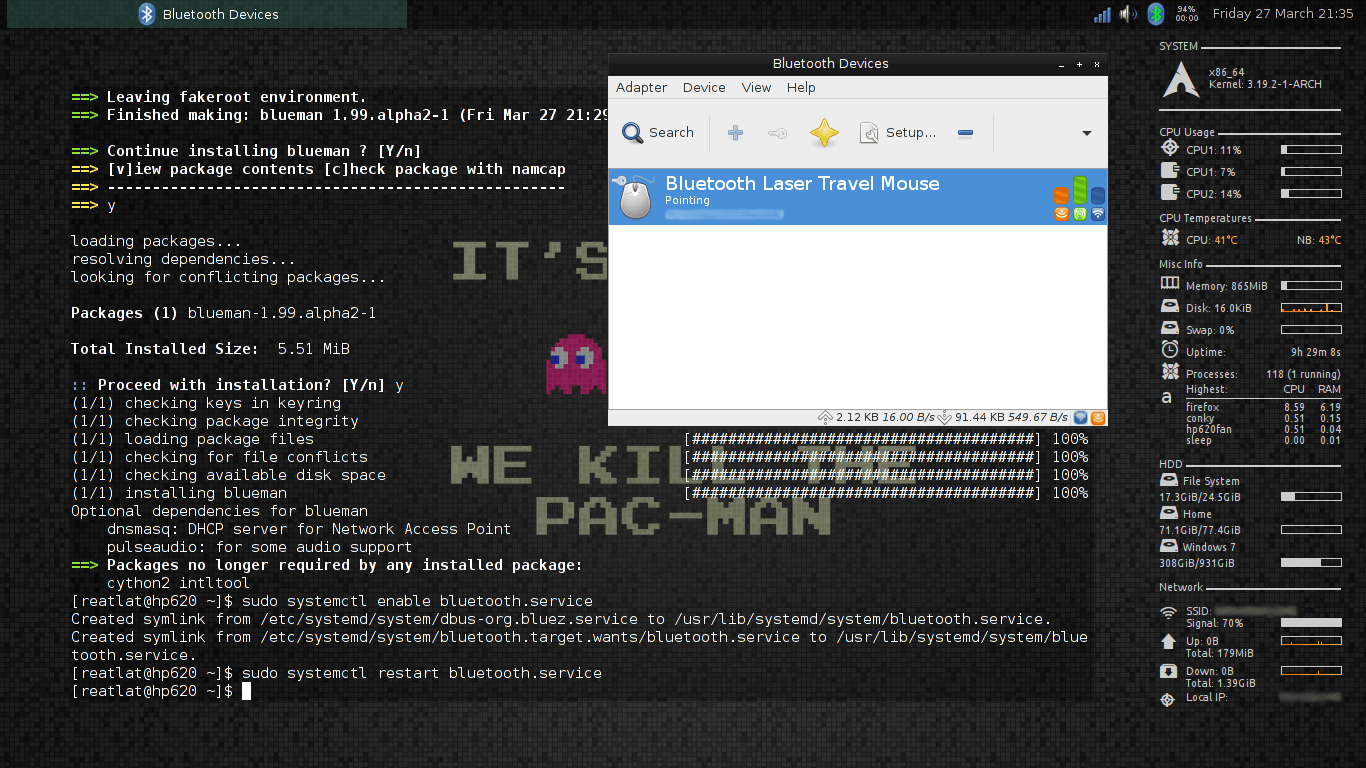 Bluetooth Devices
94%
00:00
Friday 27 March 21:35
==> Leaving fakeroot environment.
==> Finished making: blueman 1.99.alpha2-1 (Fri Mar 27 21:29
==> Continue installing blueman ? [Y/n]
==> [v]iew package contents [c]heck package with namcap
==> ---------------------------------------------------
==> y
loading packages...
resolving dependencies...
looking for conflicting packages...
Packages (1) blueman-1.99.alpha2-1
Total Installed Size:  5.51 MiB
:: Proceed with installation? [Y/n] y
(1/1) checking keys in keyring
(1/1) checking package integrity
(1/1) loading package files [######################################] 100%
(1/1) checking for file conflicts [######################################] 100%
(1/1) checking available disk space [######################################] 100%
(1/1) installing blueman [######################################] 100%
Optional dependencies for blueman
dnsmasq: DHCP server for Network Access Point
pulseaudio: for some audio support
==> Packages no longer required by any installed package:
cython2 intltool
[reatlat@hp620 ~]$ sudo systemctl enable bluetooth.service
Created symlink from /etc/systemd/system/dbus-org.bluez.service to /usr/lib/systemd/system/bluetooth.service.
Created symlink from /etc/systemd/system/bluetooth.target.wants/bluetooth.service to /usr/lib/systemd/system/blue
tooth.service.
[reatlat@hp620 ~]$ sudo systemctl restart bluetooth.service
[reatlat@hp620 ~]$
IT'S
WE KILL THE
PAC-MAN
Bluetooth Devices
Adapter Device View Help
Search Setup...
Bluetooth Laser Travel Mouse
Pointing
2.12 KB 16.00 B/s 91.44 KB 549.67 B/s
SYSTEM
x86_64
Kernel: 3.19.2-1-ARCH
CPU Usage
CPU1: 11%
CPU1: 7%
CPU2: 14%
CPU Temperatures
CPU: 41°C NB: 43°C
Misc Info
Memory: 865MiB
Disk: 16.0KiB
Swap: 0%
Uptime: 9h 29m 8s
Processes: 118 (1 running)
a
Highest: CPU RAM
firefox 8.59 6.19
conky 0.51 0.15
hp620fan 0.51 0.04
sleep 0.00 0.01
HDD
File System
17.3GiB/24.5GiB
Home
71.1GiB/77.4GiB
Windows 7
308GiB/931GiB
Network
SSID:
Signal: 70%
Up: 0B
Total: 179MiB
Down: 0B
Total: 1.39GiB
Local IP: